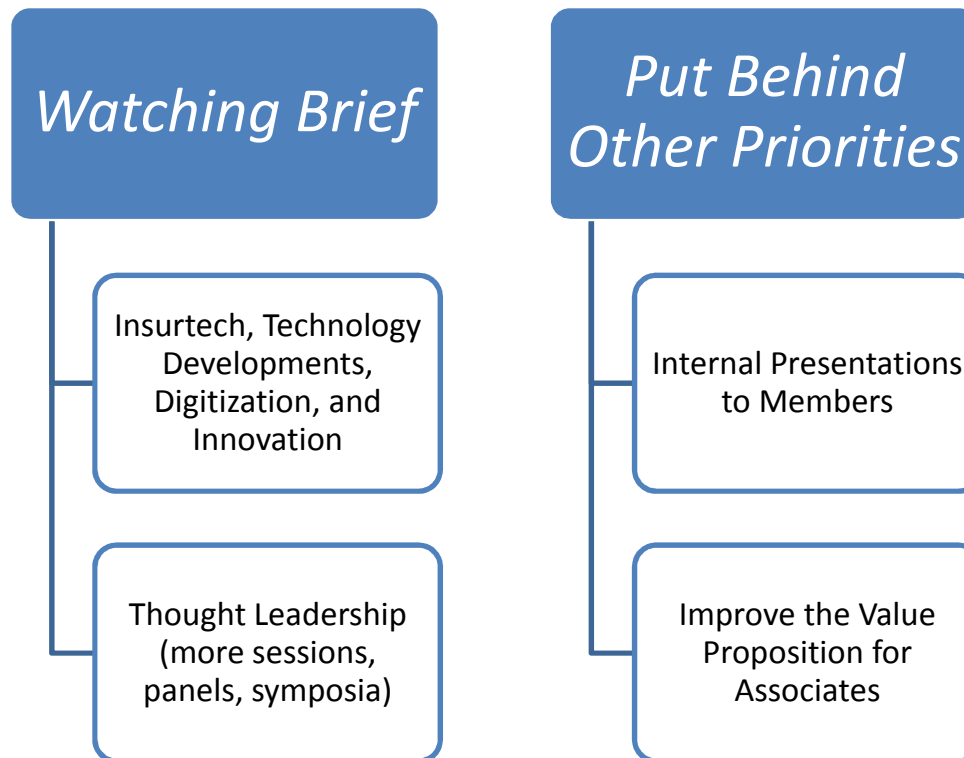 Watching Brief
Insurtech, Technology
Developments,
Digitization, and
Innovation
Thought Leadership
(more sessions,
panels, symposia)
Put Behind
Other Priorities
Internal Presentations
to Members
Improve the Value
Proposition for
Associates